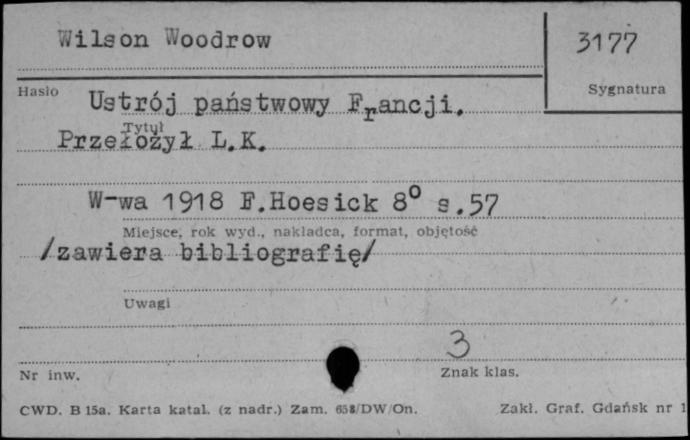 Wilson Woodrow
3177
Hasło
Sygnatura
Ustrój państwowy Francji.
Tytuł
Przełożył L.K.
W-wa 1918 F.Hoesick 8º s.57
Miejsce, rok wyd., nakładca, format, objętość
/zawiera bibliografię/
Uwagi
3
Nr inw.
Znak klas.
CWD. B 15a. Karta katal. (z nadr.) Zam. 658/DW/On.
Zakł. Graf. Gdańsk nr 1